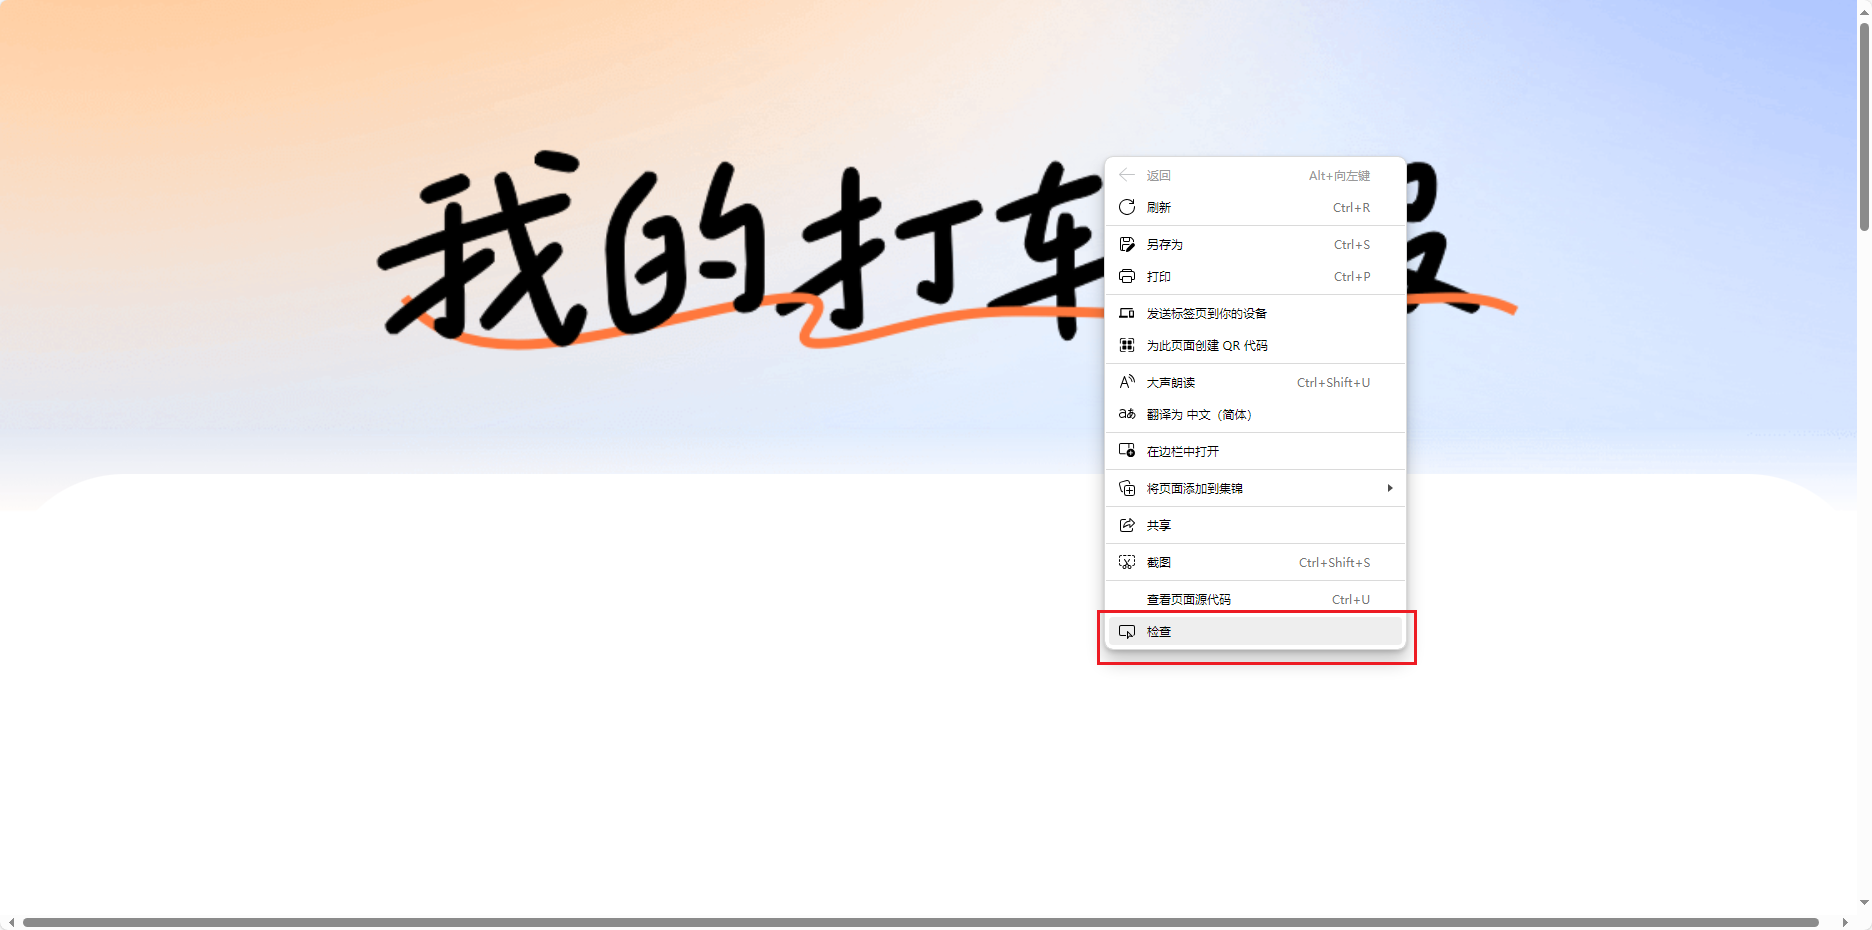 我的打车
返回 Alt+向左键
刷新 Ctrl+R
另存为 Ctrl+S
打印 Ctrl+P
发送标签页到你的设备
为此页面创建 QR 代码
大声朗读 Ctrl+Shift+U
翻译为 中文（简体）
在边栏中打开
将页面添加到集锦
共享
截图 Ctrl+Shift+S
查看页面源代码 Ctrl+U
检查